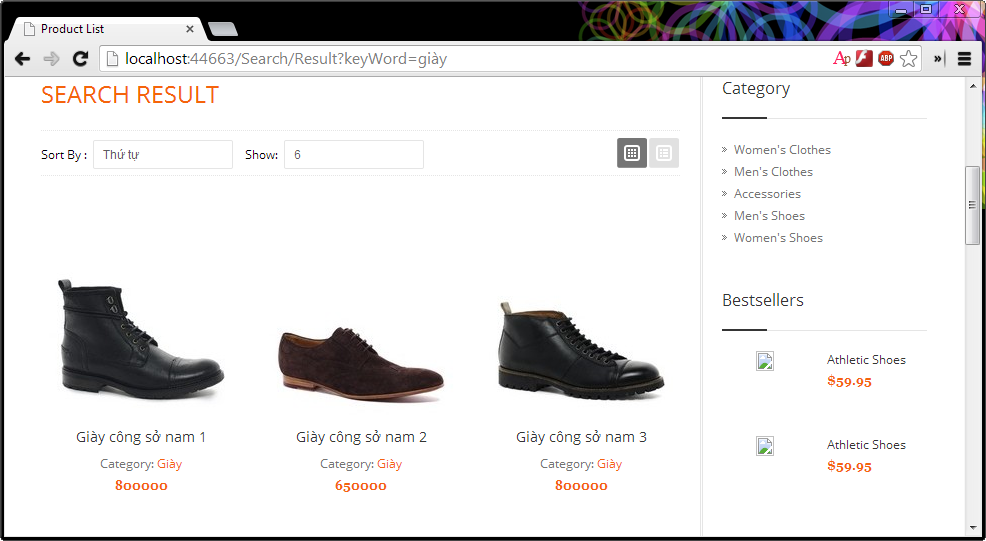 Product List
localhost:44663/Search/Result?keyWord=giày
Ap
ABP
SEARCH RESULT
Sort By : Thứ tự Show: 6
Giày công sở nam 1
Category: Giày
800000
Giày công sở nam 2
Category: Giày
650000
Giày công sở nam 3
Category: Giày
800000
Category
Women's Clothes
Men's Clothes
Accessories
Men's Shoes
Women's Shoes
Bestsellers
Athletic Shoes
$59.95
Athletic Shoes
$59.95